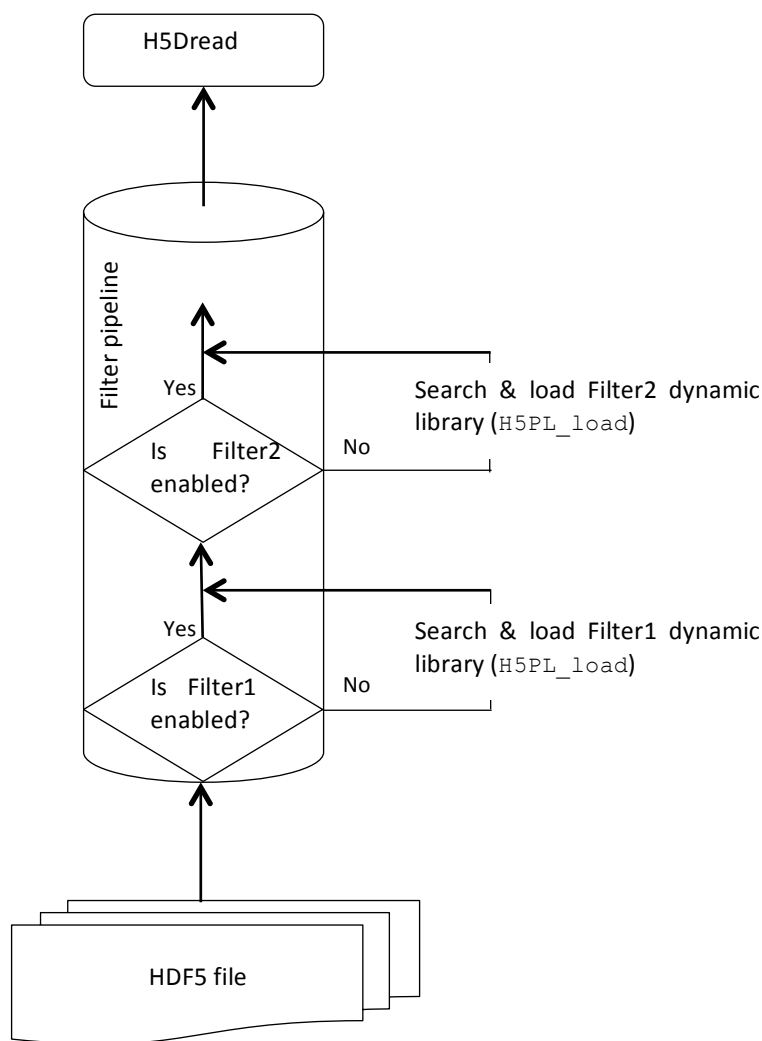 H5Dread
Filter pipeline
Yes
Search & load Filter2 dynamic
library (H5PL_load)
Is Filter2
enabled?
No
Yes
Search & load Filter1 dynamic
library (H5PL_load)
Is Filter1
enabled?
No
HDF5 file